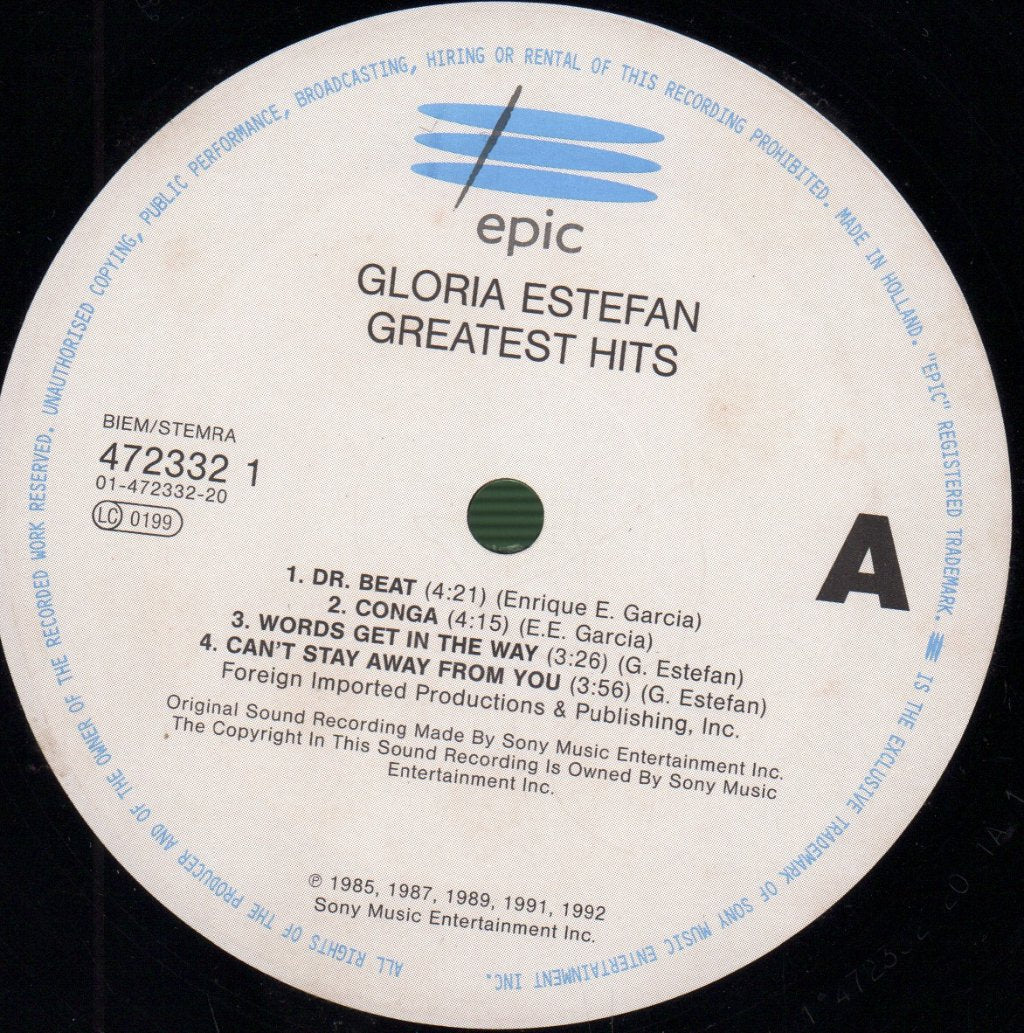 ALL RIGHTS OF THE PRODUCER AND OF THE OWNER OF THE RECORDED WORK RESERVED. UNAUTHORISED COPYING, PUBLIC PERFORMANCE, BROADCASTING, HIRING OR RENTAL OF THIS RECORDING PROHIBITED. MADE IN HOLLAND. "EPIC" REGISTERED TRADEMARK. IS THE EXCLUSIVE TRADEMARK OF SONY MUSIC ENTERTAINMENT INC.
epic
GLORIA ESTEFAN
GREATEST HITS
BIEM/STEMRA
472332 1
01-472332-20
LC 0199
A
1. DR. BEAT (4:21) (Enrique E. Garcia)
2. CONGA (4:15) (E.E. Garcia)
3. WORDS GET IN THE WAY (3:26) (G. Estefan)
4. CAN'T STAY AWAY FROM YOU (3:56) (G. Estefan)
Foreign Imported Productions & Publishing, Inc.
Original Sound Recording Made By Sony Music Entertainment Inc.
The Copyright In This Sound Recording Is Owned By Sony Music
Entertainment Inc.
℗ 1985, 1987, 1989, 1991, 1992
Sony Music Entertainment Inc.